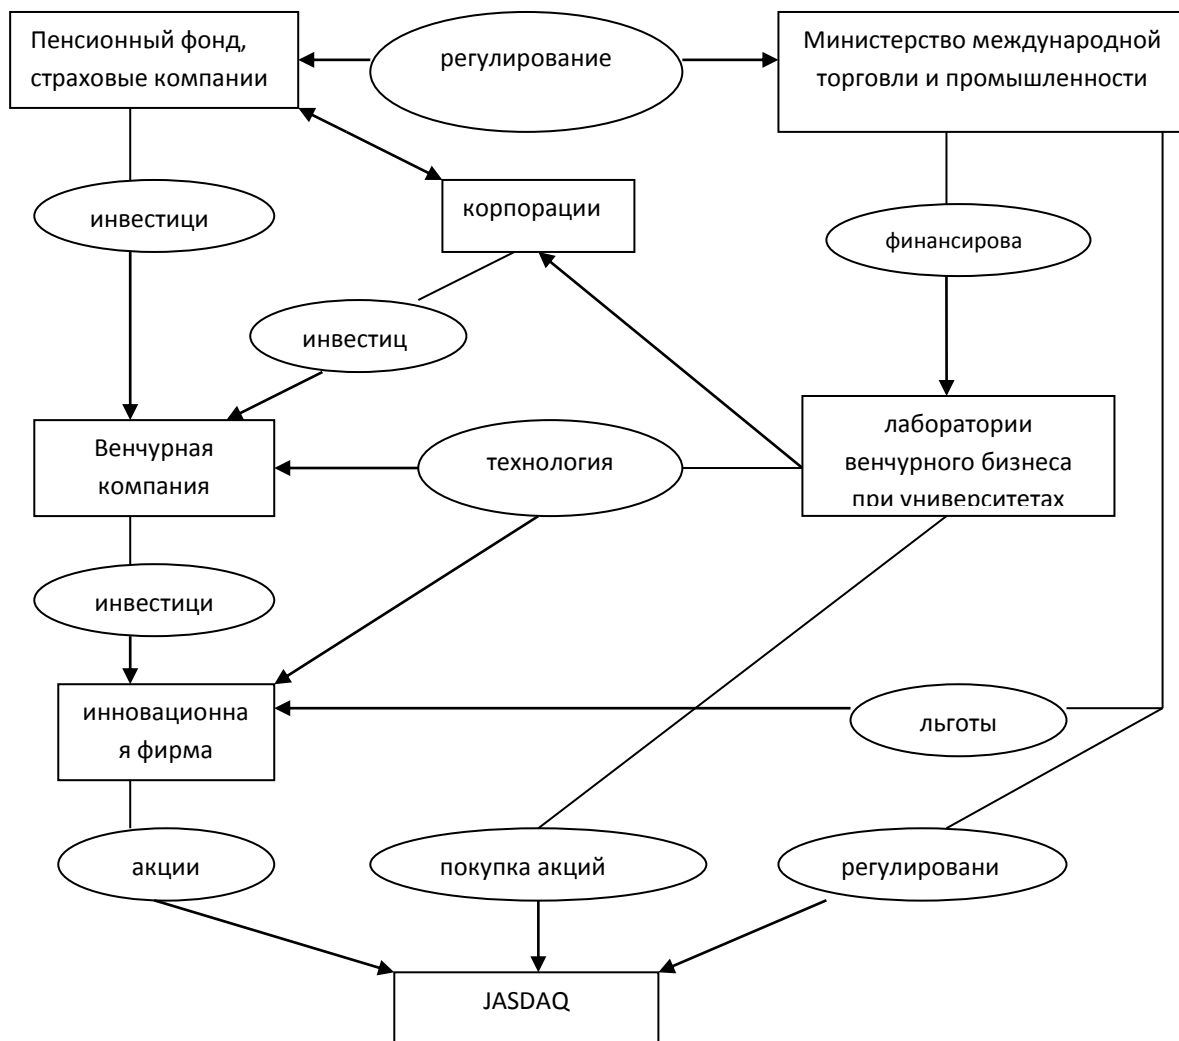 Пенсионный фонд,
страховые компании
регулирование
Министерство международной
торговли и промышленности
инвестици
корпорации
финансирова
инвестиц
Венчурная
компания
технология
лаборатории
венчурного бизнеса
при университетах
инвестици
инновационна
я фирма
льготы
акции
покупка акций
регулировани
JASDAQ